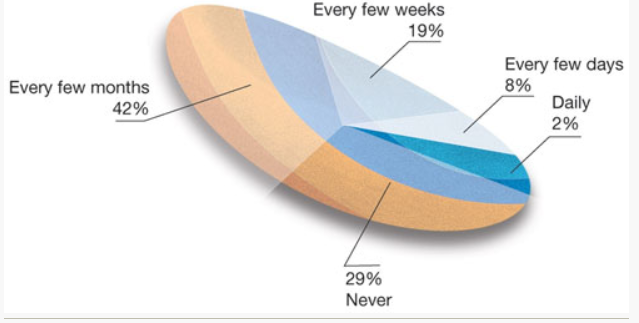 Every few weeks
19%
Every few days
8%
Daily
2%
Every few months
42%
29%
Never